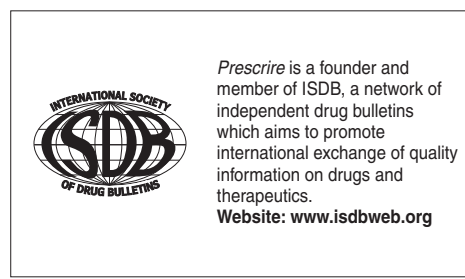 INTERNATIONAL SOCIETY
ISDB
OF DRUG BULLETINS
Prescrire is a founder and
member of ISDB, a network of
independent drug bulletins
which aims to promote
international exchange of quality
information on drugs and
therapeutics.
Website: www.isdbweb.org